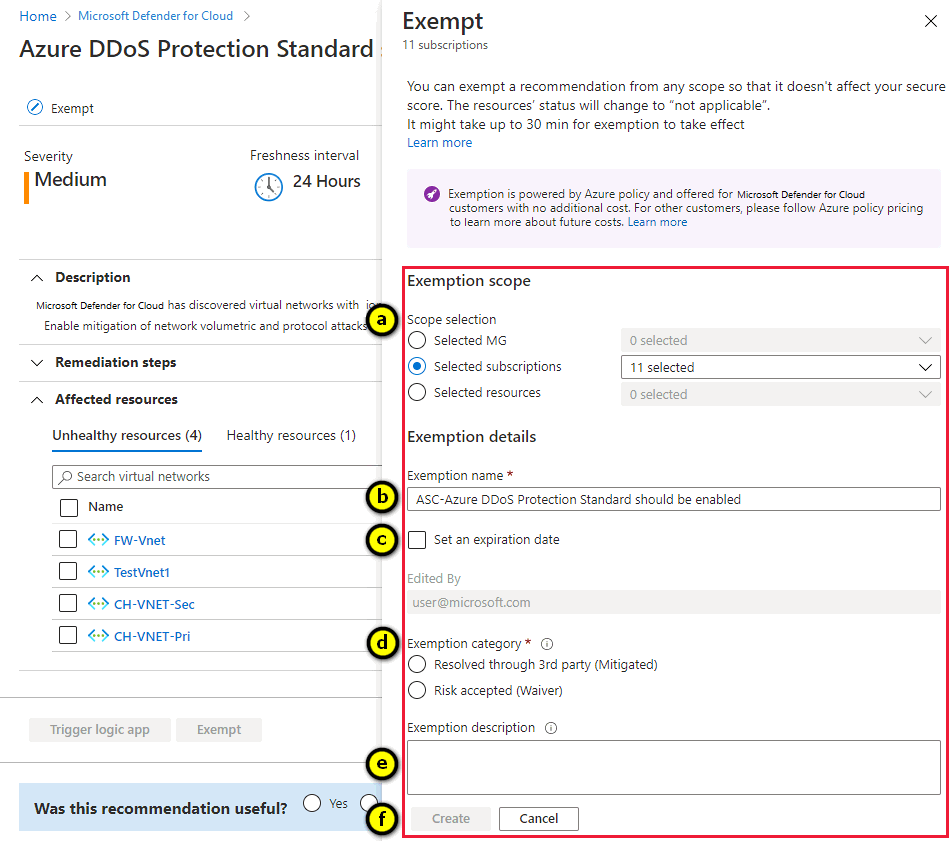 Home > Microsoft Defender for Cloud >
Azure DDoS Protection Standard
Exempt
Severity
Medium
Freshness interval
24 Hours
Description
Microsoft Defender for Cloud has discovered virtual networks with
Enable mitigation of network volumetric and protocol attacks
Remediation steps
Affected resources
Unhealthy resources (4)
Healthy resources (1)
Search virtual networks
Name
FW-Vnet
TestVnet1
CH-VNET-Sec
CH-VNET-Pri
Trigger logic app
Exempt
Was this recommendation useful?
Yes
Exempt
11 subscriptions
You can exempt a recommendation from any scope so that it doesn't affect your secure
score. The resources’ status will change to “not applicable”.
It might take up to 30 min for exemption to take effect
Learn more
Exemption is powered by Azure policy and offered for Microsoft Defender for Cloud
customers with no additional cost. For other customers, please follow Azure policy pricing
to learn more about future costs. Learn more
Exemption scope
a
Scope selection
Selected MG
0 selected
Selected subscriptions
11 selected
Selected resources
0 selected
Exemption details
Exemption name *
b
ASC-Azure DDoS Protection Standard should be enabled
c
Set an expiration date
Edited By
user@microsoft.com
d
Exemption category *
Resolved through 3rd party (Mitigated)
Risk accepted (Waiver)
Exemption description
e
f
Create
Cancel